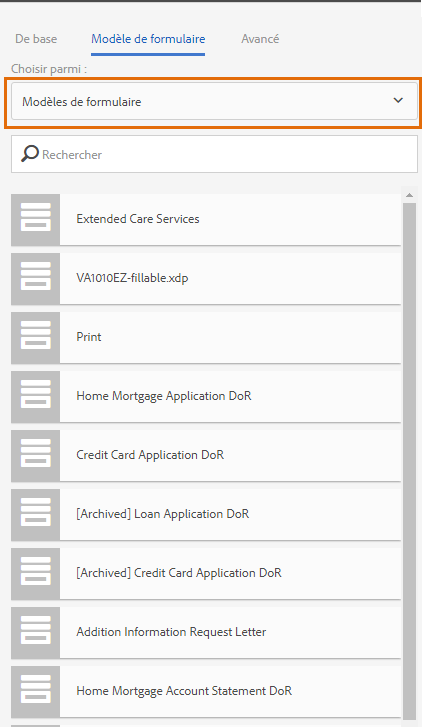 De base Modèle de formulaire Avancé
Choisir parmi :
Modèles de formulaire
Rechercher
Extended Care Services
VA1010EZ-fillable.xdp
Print
Home Mortgage Application DoR
Credit Card Application DoR
[Archived] Loan Application DoR
[Archived] Credit Card Application DoR
Addition Information Request Letter
Home Mortgage Account Statement DoR